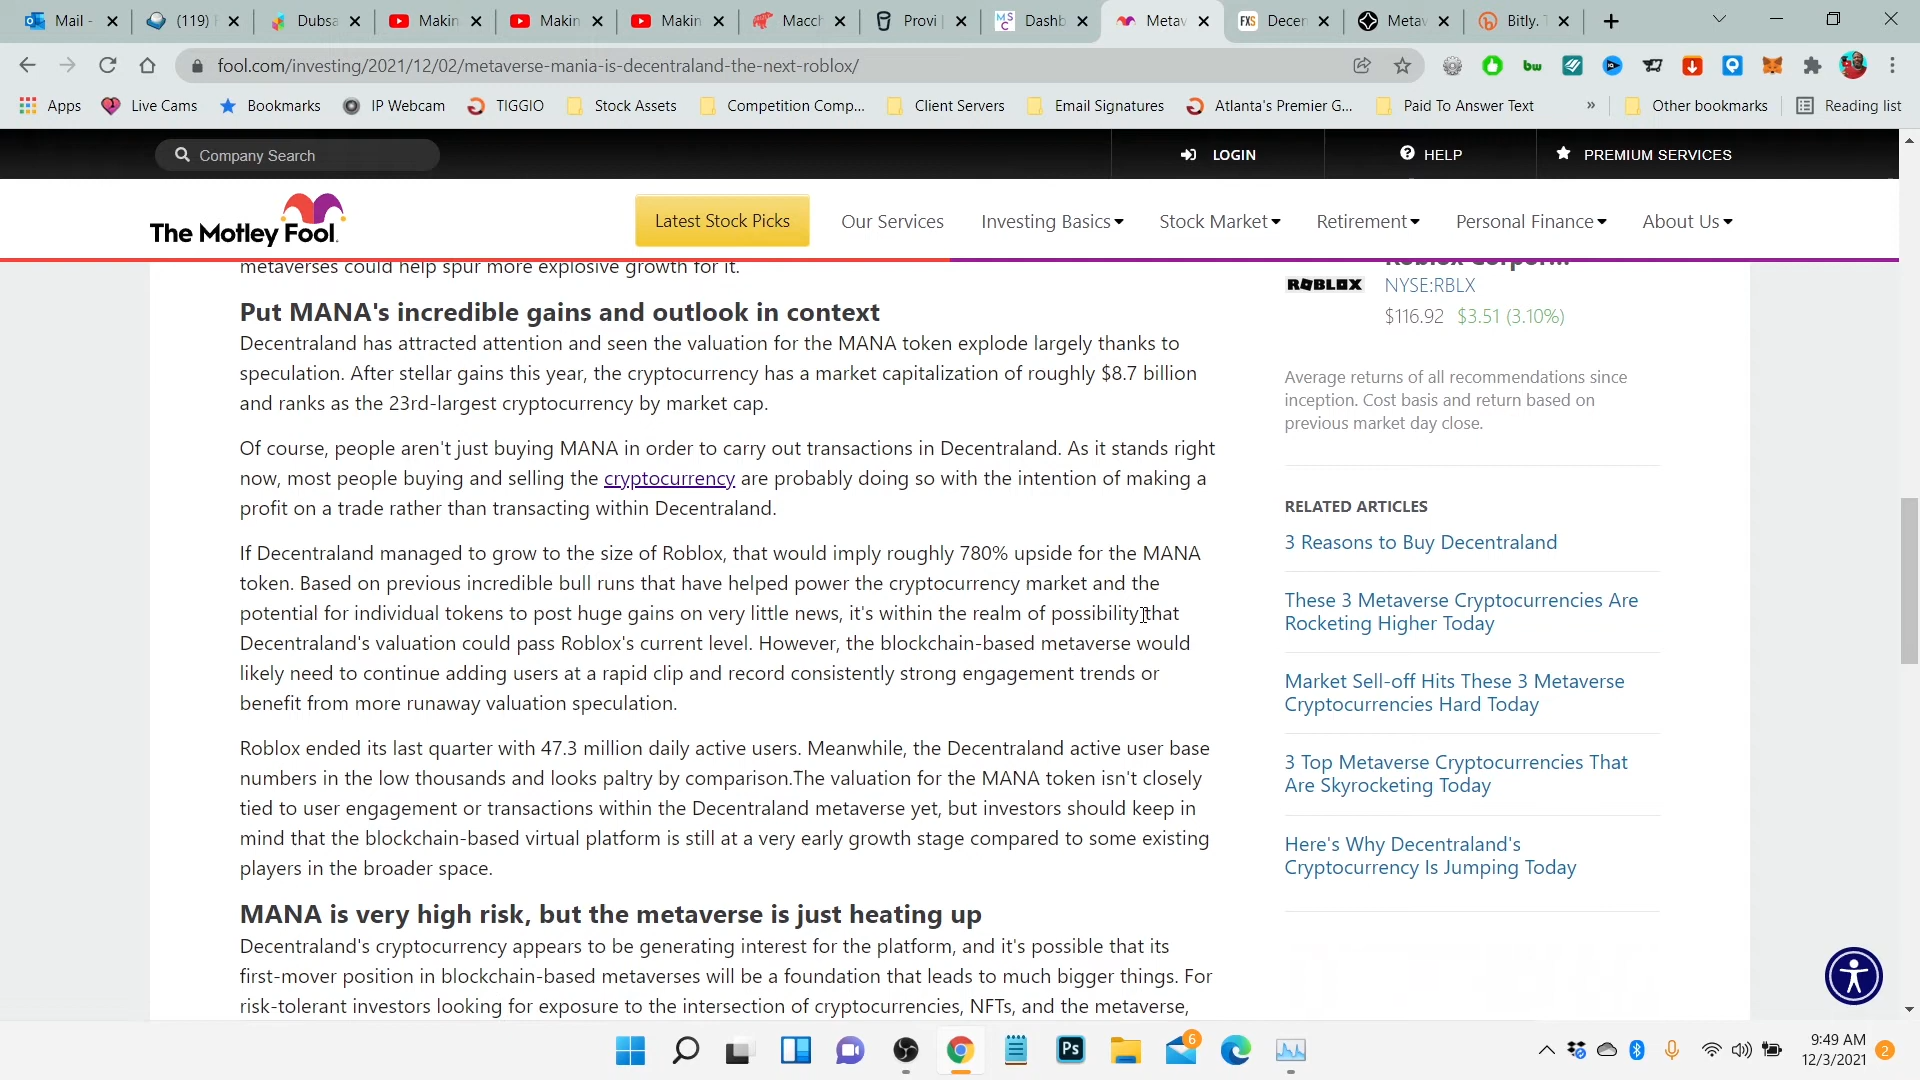 Mail -
(119)
Dubsa
Makin
Makin
Makin
Macch
Provi
Dashb
Metav
Decen
Metav
Bitly.
fool.com/investing/2021/12/02/metaverse-mania-is-decentraland-the-next-roblox/
Apps
Live Cams
Bookmarks
IP Webcam
TIGGIO
Stock Assets
Competition Comp...
Client Servers
Email Signatures
Atlanta's Premier G...
Paid To Answer Text
»
Other bookmarks
Reading list
Company Search
LOGIN
HELP
PREMIUM SERVICES
The Motley Fool.
Latest Stock Picks
Our Services
Investing Basics
Stock Market
Retirement
Personal Finance
About Us
metaverses could help spur more explosive growth for it.
Put MANA's incredible gains and outlook in context
Decentraland has attracted attention and seen the valuation for the MANA token explode largely thanks to
speculation. After stellar gains this year, the cryptocurrency has a market capitalization of roughly $8.7 billion
and ranks as the 23rd-largest cryptocurrency by market cap.
Of course, people aren't just buying MANA in order to carry out transactions in Decentraland. As it stands right
now, most people buying and selling the cryptocurrency are probably doing so with the intention of making a
profit on a trade rather than transacting within Decentraland.
If Decentraland managed to grow to the size of Roblox, that would imply roughly 780% upside for the MANA
token. Based on previous incredible bull runs that have helped power the cryptocurrency market and the
potential for individual tokens to post huge gains on very little news, it's within the realm of possibility that
Decentraland's valuation could pass Roblox's current level. However, the blockchain-based metaverse would
likely need to continue adding users at a rapid clip and record consistently strong engagement trends or
benefit from more runaway valuation speculation.
Roblox ended its last quarter with 47.3 million daily active users. Meanwhile, the Decentraland active user base
numbers in the low thousands and looks paltry by comparison.The valuation for the MANA token isn't closely
tied to user engagement or transactions within the Decentraland metaverse yet, but investors should keep in
mind that the blockchain-based virtual platform is still at a very early growth stage compared to some existing
players in the broader space.
MANA is very high risk, but the metaverse is just heating up
Decentraland's cryptocurrency appears to be generating interest for the platform, and it's possible that its
first-mover position in blockchain-based metaverses will be a foundation that leads to much bigger things. For
risk-tolerant investors looking for exposure to the intersection of cryptocurrencies, NFTs, and the metaverse,
Roblox Corpor...
ROBLOX
NYSE:RBLX
$116.92 $3.51 (3.10%)
Average returns of all recommendations since
inception. Cost basis and return based on
previous market day close.
RELATED ARTICLES
3 Reasons to Buy Decentraland
These 3 Metaverse Cryptocurrencies Are
Rocketing Higher Today
Market Sell-off Hits These 3 Metaverse
Cryptocurrencies Hard Today
3 Top Metaverse Cryptocurrencies That
Are Skyrocketing Today
Here's Why Decentraland's
Cryptocurrency Is Jumping Today
Ps
6
9:49 AM
12/3/2021
2